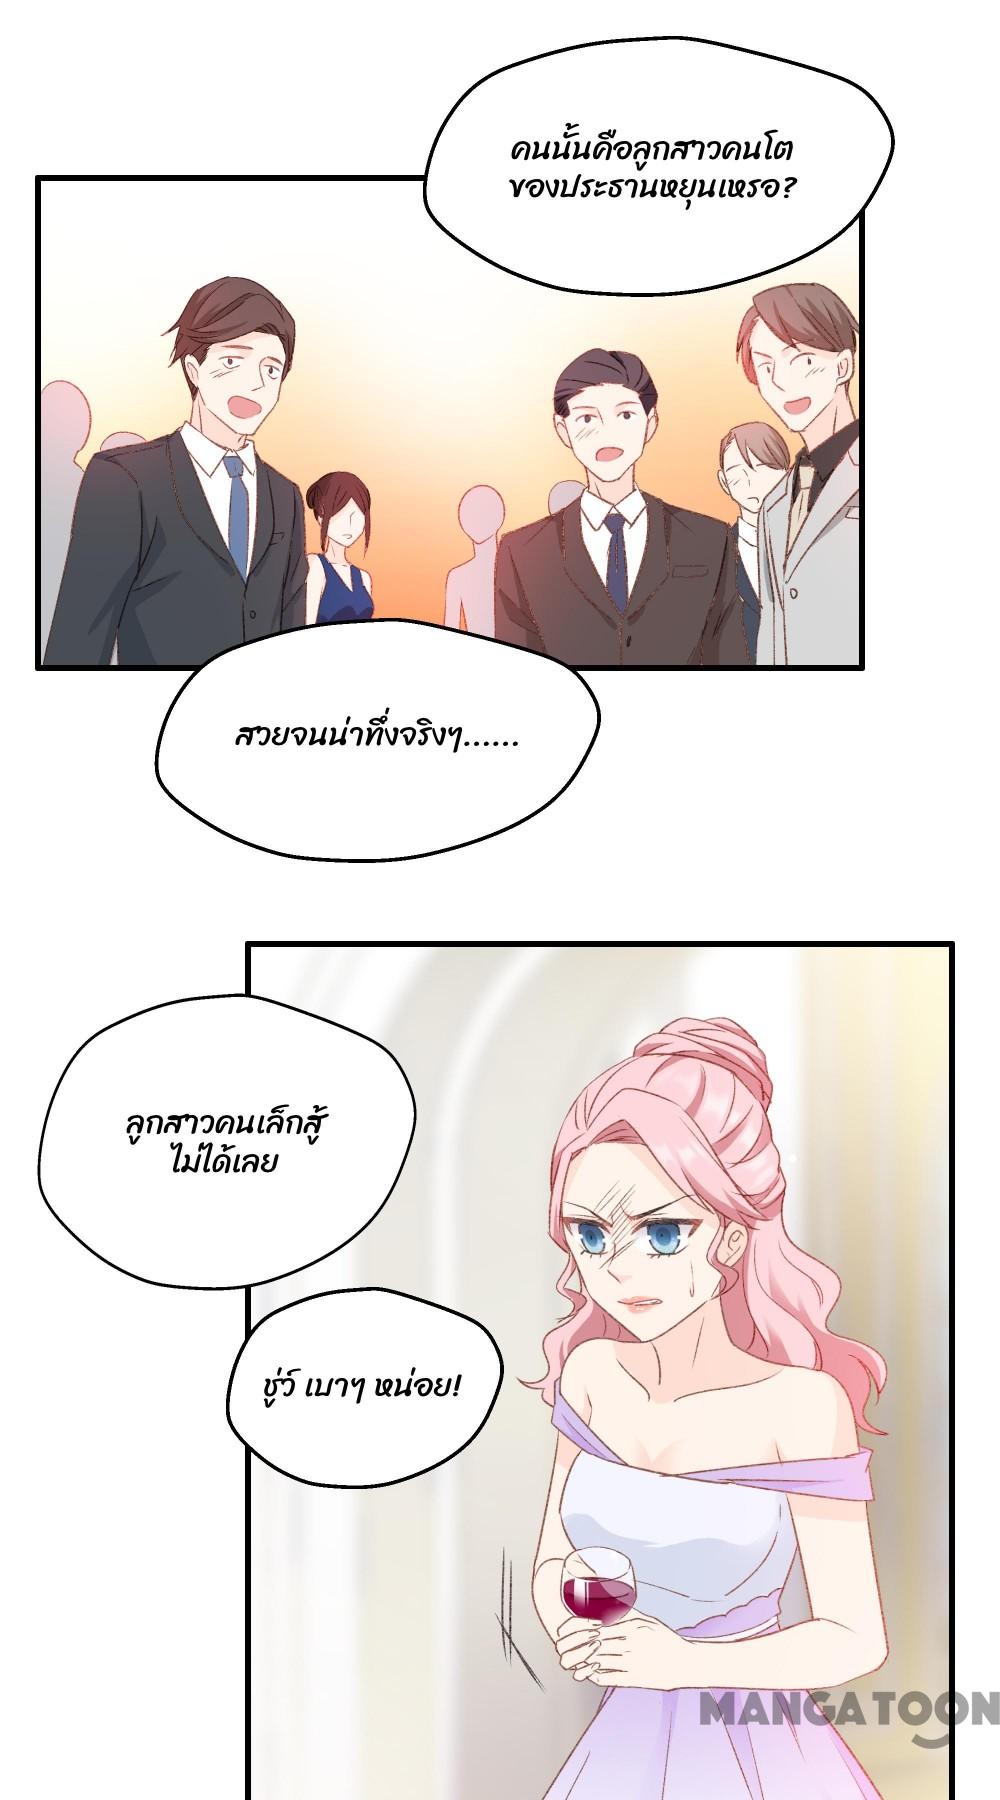 คนนั้นคือลูกสาวคนโต
ของประธานหยุนเหรอ?
สวยจนน่าทึ่งจริงๆ......
ลูกสาวคนเล็กสู้
ไม่ได้เลย
ชู่ว์ เบาๆ หน่อย!
MANGATOON